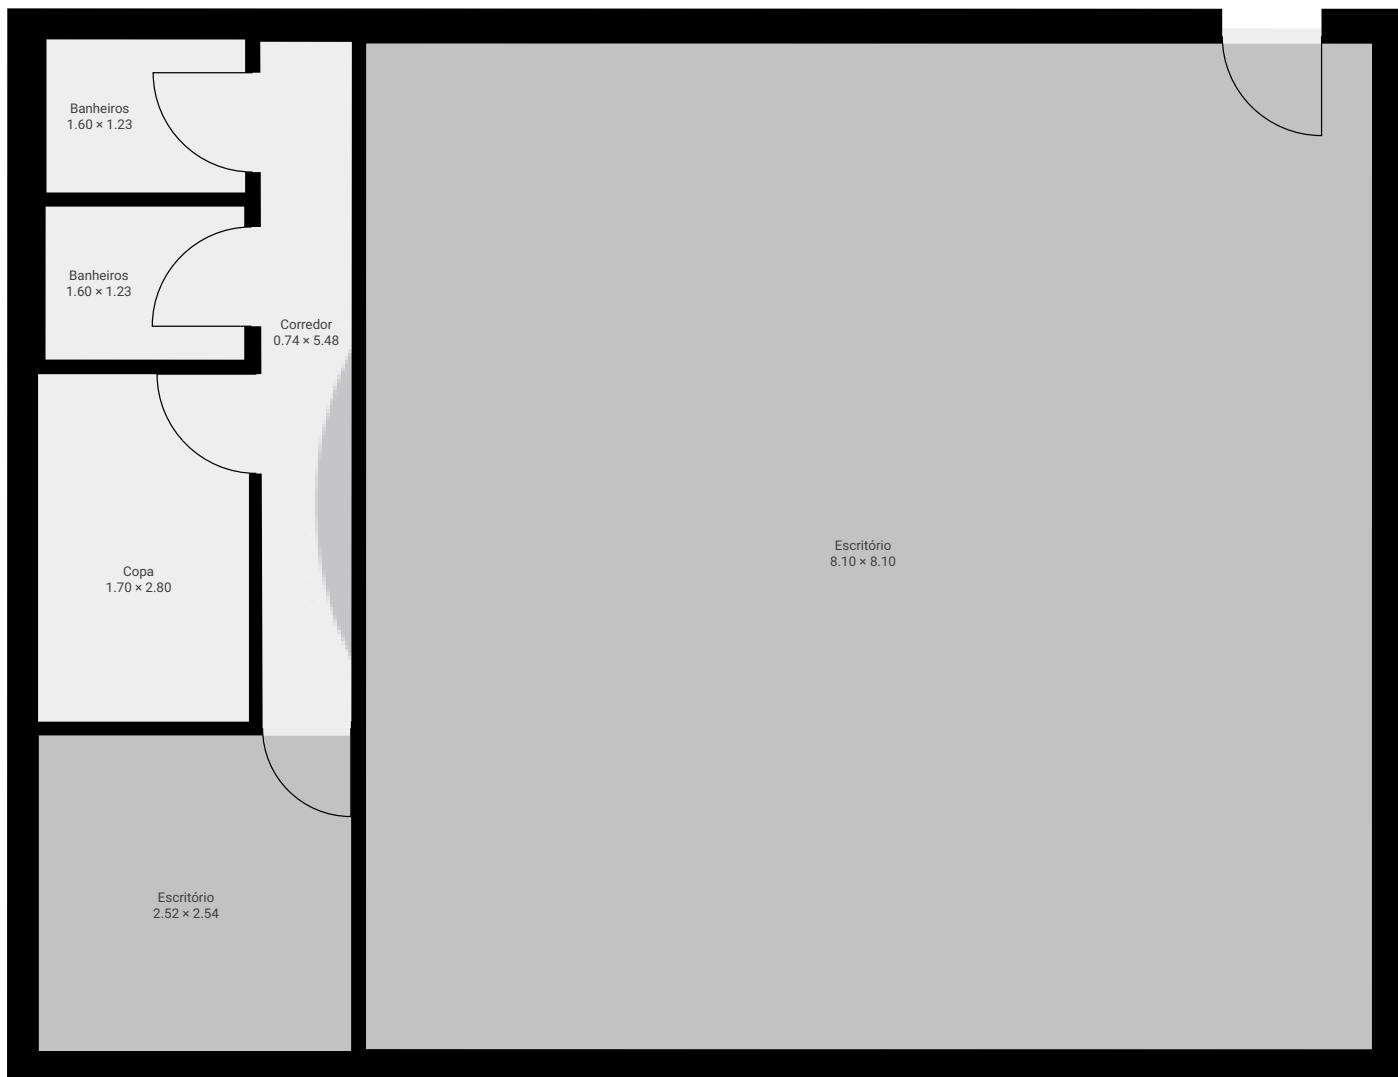 Banheiros
1.60 × 1.23
Banheiros
1.60 × 1.23
Corredor
0.74 × 5.48
Copa
1.70 × 2.80
Escritório
8.10 × 8.10
Escritório
2.52 × 2.54